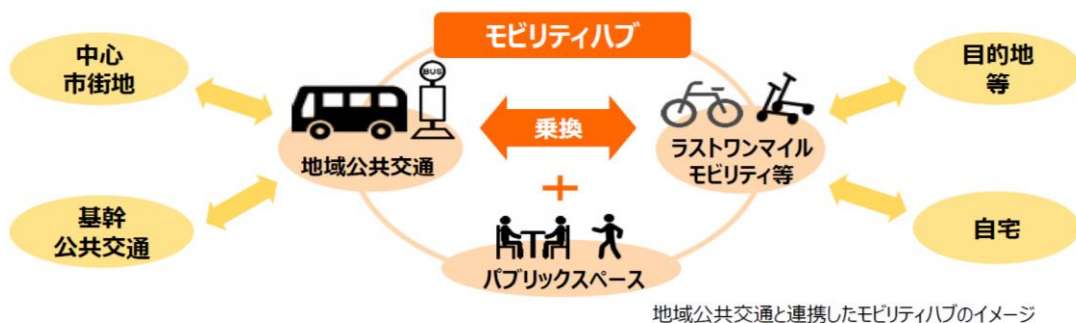 モビリティハブ
中心
市街地
BUS
地域公共交通
乗換
ラストワンマイル
モビリティ等
目的地
等
基幹
公共交通
パブリックスペース
自宅
地域公共交通と連携したモビリティハブのイメージ